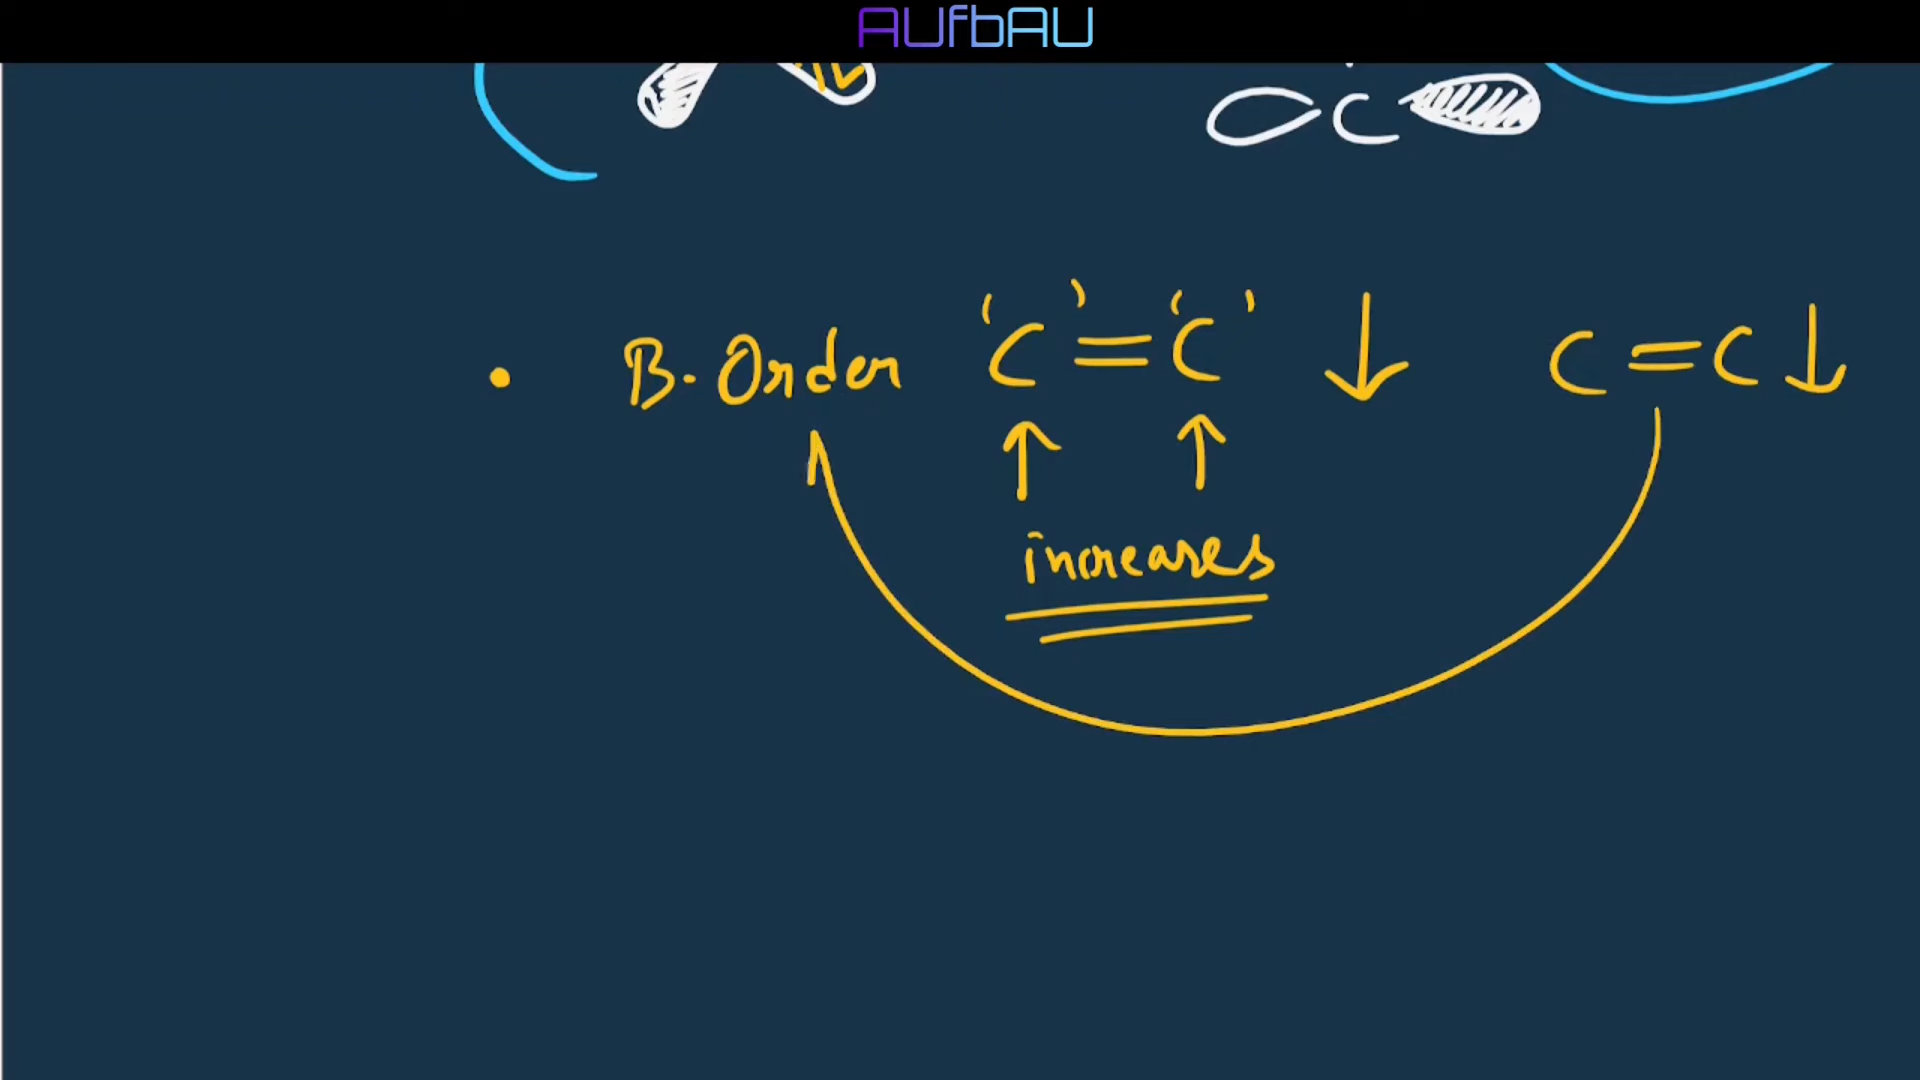 AUfbAU
C
• B. Order 'C' = 'C' ↓ C = C ↓
↑ ↑
increases